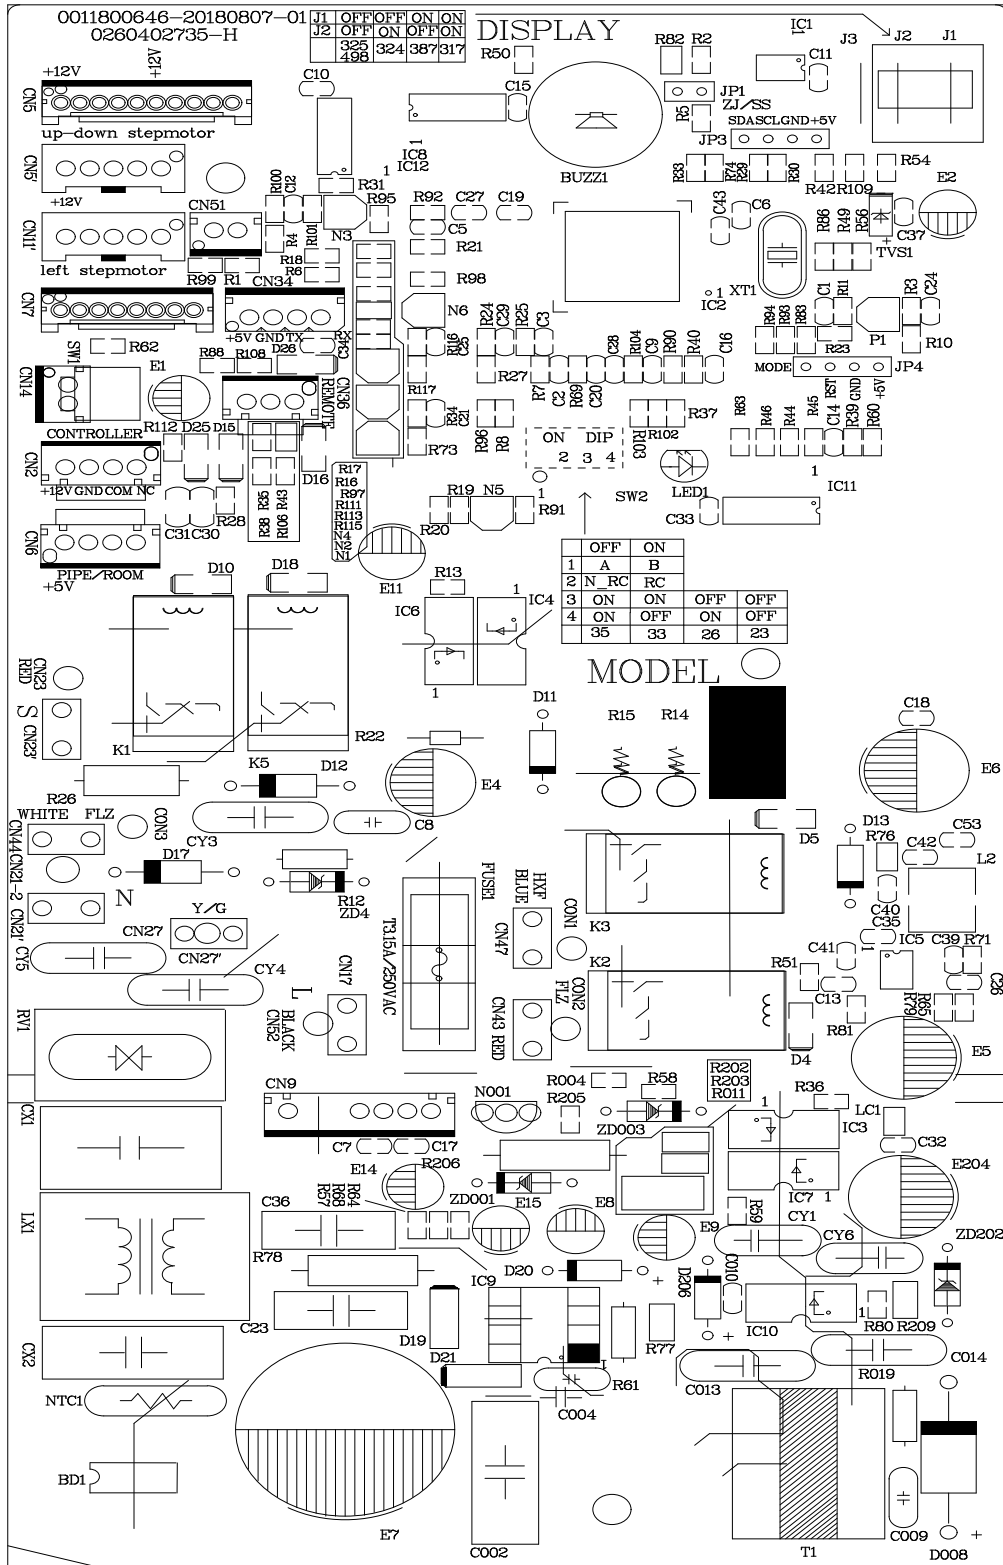 0011800646-20180807-01
0260402735-H
J1 OFF OFF ON ON
J2 OFF ON OFF ON
325 324 387 317
498
DISPLAY
IC1
J3
J2
J1
R50
R82
R2
C11
+12V
+12V
CN5
C10
C15
JP1
ZJ/SS
R5
SDASCLGND+5V
JP3
up-down stepmotor
CN5'
IC8
IC12
1
BUZZ1
R33
R74
R29
R30
R42
R109
R54
E2
+12V
R100
C12
R31
R95
R92
C27
C19
CN51
CN11'
N3
R4
R101
C5
R21
C43
C6
R86
R49
R56
C37
TVS1
+
left stepmotor
R99
R1
R18
R6
R98
CN34
1
IC2
XT1
CN7
N6
C1
R11
R3
C24
+5V GND TX RX
R24
C29
R25
C3
R94
R93
R83
R23
P1
R10
R62
SW1
R88
R108
D26
C34
R116
C25
C28
R104
C9
R90
R40
C16
E1
CN14
CN36
REMOTE
R117
R27
R7
C2
R69
C20
MODE
RST
GND
+5V
JP4
CONTROLLER
R112
D25
D15
R34
C21
R96
R8
R73
ON DIP
2 3 4
R103
R102
R37
R63
R46
R44
R45
C14
R39
R60
CN2
+12V GND COM NC
D16
R17
R16
R97
R111
R113
R115
N4
N2
N1
R35
R43
R38
R106
R28
C31
C30
R19
N5
R20
R91
1
SW2
LED1
C33
1
IC11
CN6
PIPE/ROOM
+5V
E11
D10
D18
R13
IC6
1
IC4
1
OFF ON
1 A B
2 N_RC RC
3 ON ON OFF OFF
4 ON OFF ON OFF
35 33 26 23
MODEL
CN23
RED
S
CN23'
K1
R22
D11
R15
R14
C18
R26
K5
D12
E4
E6
WHITE
FLZ
CON3
CY3
C8
D5
D13
R76
C42
C53
L2
CN44
CN21-2
CN21'
D17
N
R12
ZD4
FUSE1
T3.15A/250VAC
HXF
BLUE
CN47
CON1
K3
C40
C35
Y/G
CN27
CN27''
CY5
CY4
CN17
L
BLACK
CN52
CON2
FLZ
CN43 RED
K2
R51
C41
C13
1
IC5
C39
R71
C26
RV1
R81
R79
R65
D4
E5
CN9
N001
R004
R205
R58
ZD003
R202
R203
R011
R36
1
IC3
LC1
C32
CX1
C7
C17
E14
R206
R57
R68
R64
ZD001
E15
E8
IC7
1
E204
LX1
C36
R78
E9
R59
CY1
CY6
ZD202
IC9
D20
+
D206
C010
C23
D19
D21
R77
+
IC10
1
R80
R209
CX2
1
R61
C013
R019
C014
NTC1
C004
BD1
E7
C002
T1
C009
D008
+